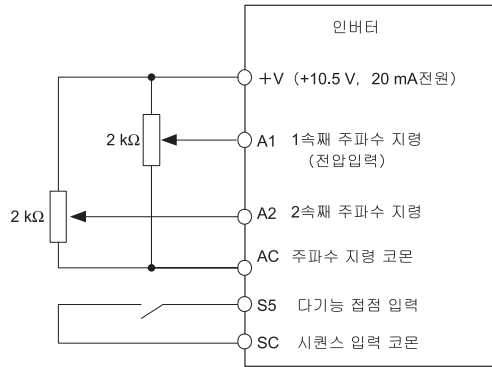 인버터
+V (+10.5 V, 20 mA전원)
2 kΩ
A1 1속째 주파수 지령
(전압입력)
2 kΩ
A2 2속째 주파수 지령
AC 주파수 지령 코몬
S5 다기능 접점 입력
SC 시퀀스 입력 코몬